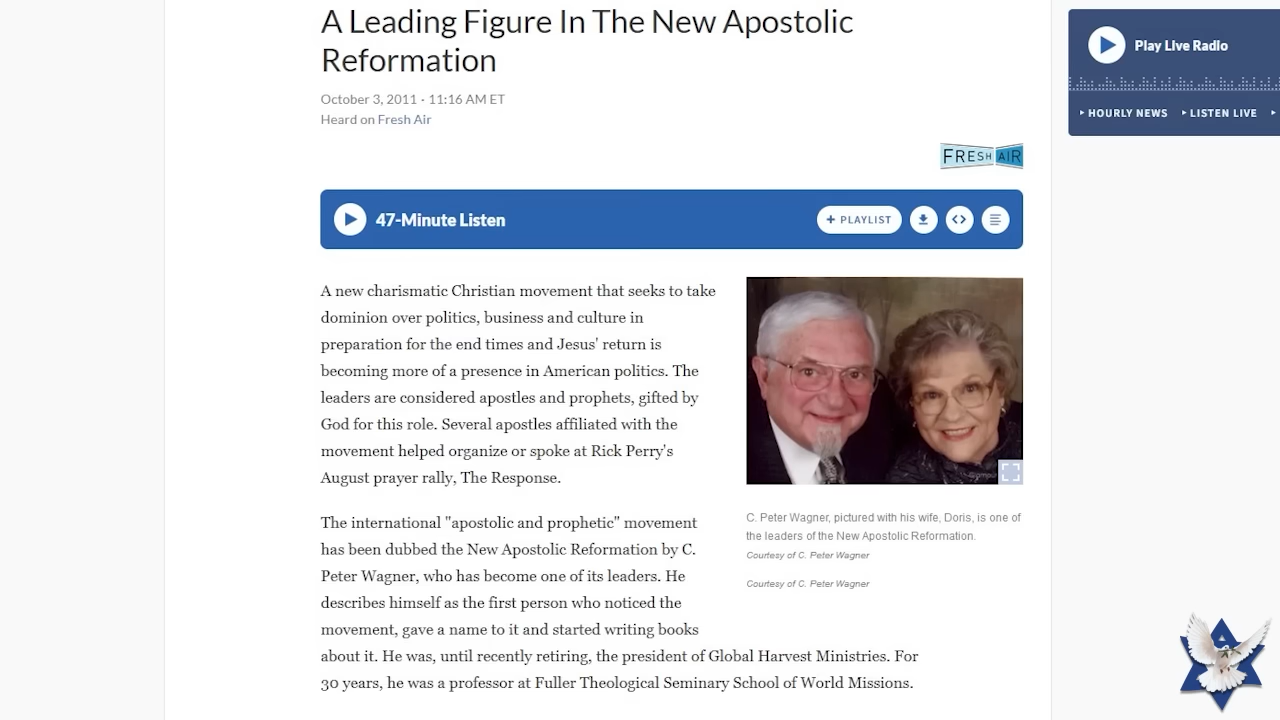 A Leading Figure In The New Apostolic
Reformation
October 3, 2011 · 11:16 AM ET
Heard on Fresh Air
FRESH AIR
47-Minute Listen
+ PLAYLIST
A new charismatic Christian movement that seeks to take
dominion over politics, business and culture in
preparation for the end times and Jesus' return is
becoming more of a presence in American politics. The
leaders are considered apostles and prophets, gifted by
God for this role. Several apostles affiliated with the
movement helped organize or spoke at Rick Perry's
August prayer rally, The Response.
The international "apostolic and prophetic" movement
has been dubbed the New Apostolic Reformation by C.
Peter Wagner, who has become one of its leaders. He
describes himself as the first person who noticed the
movement, gave a name to it and started writing books
about it. He was, until recently retiring, the president of Global Harvest Ministries. For
30 years, he was a professor at Fuller Theological Seminary School of World Missions.
C. Peter Wagner, pictured with his wife, Doris, is one of
the leaders of the New Apostolic Reformation.
Courtesy of C. Peter Wagner
Courtesy of C. Peter Wagner
Play Live Radio
HOURLY NEWS
LISTEN LIVE